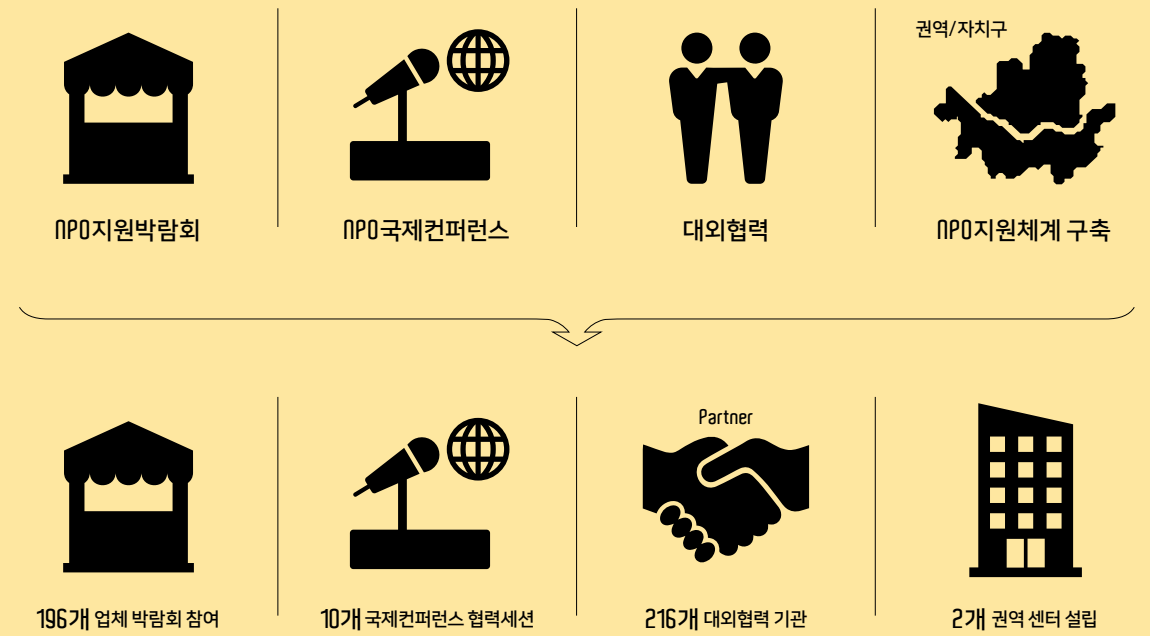 권역/자치구
NPO지원박람회
NPO국제컨퍼런스
대외협력
NPO지원체계 구축
Partner
196개 업체 박람회 참여
10개 국제컨퍼런스 협력세션
216개 대외협력 기관
2개 권역 센터 설립